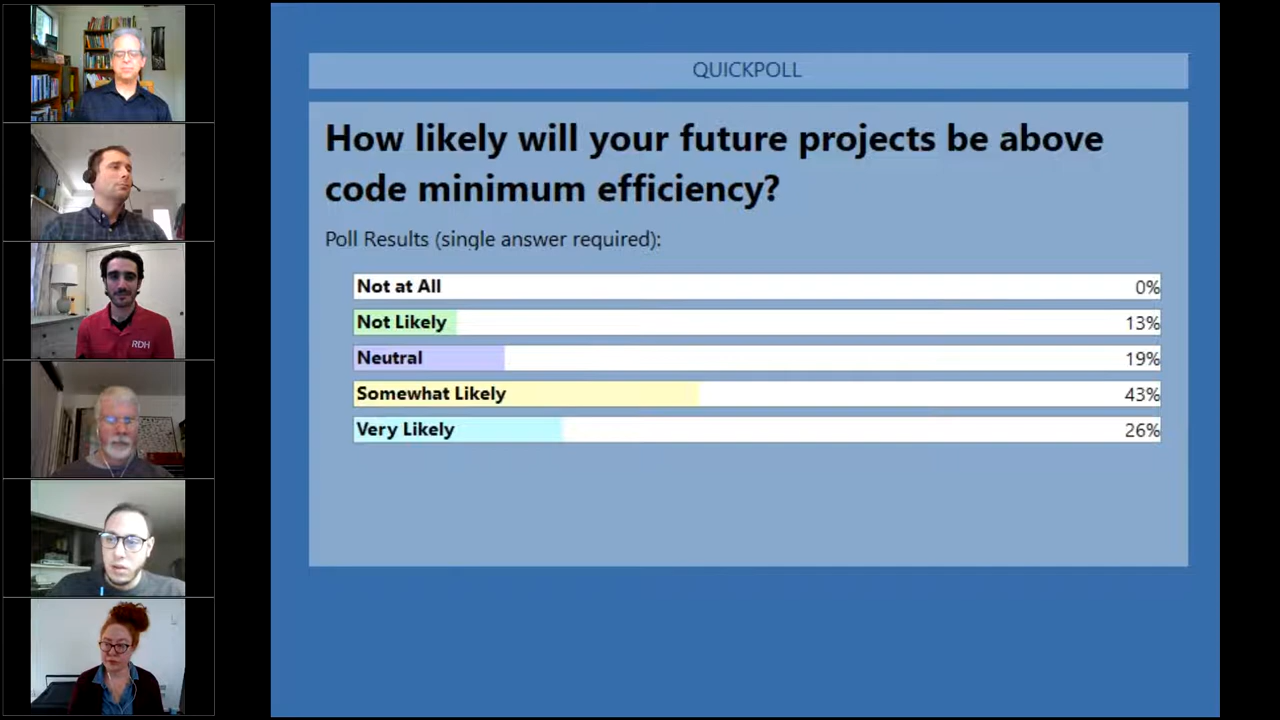 QUICKPOLL
How likely will your future projects be above
code minimum efficiency?
Poll Results (single answer required):
Not at All 0%
Not Likely 13%
Neutral 19%
Somewhat Likely 43%
Very Likely 26%
RDH